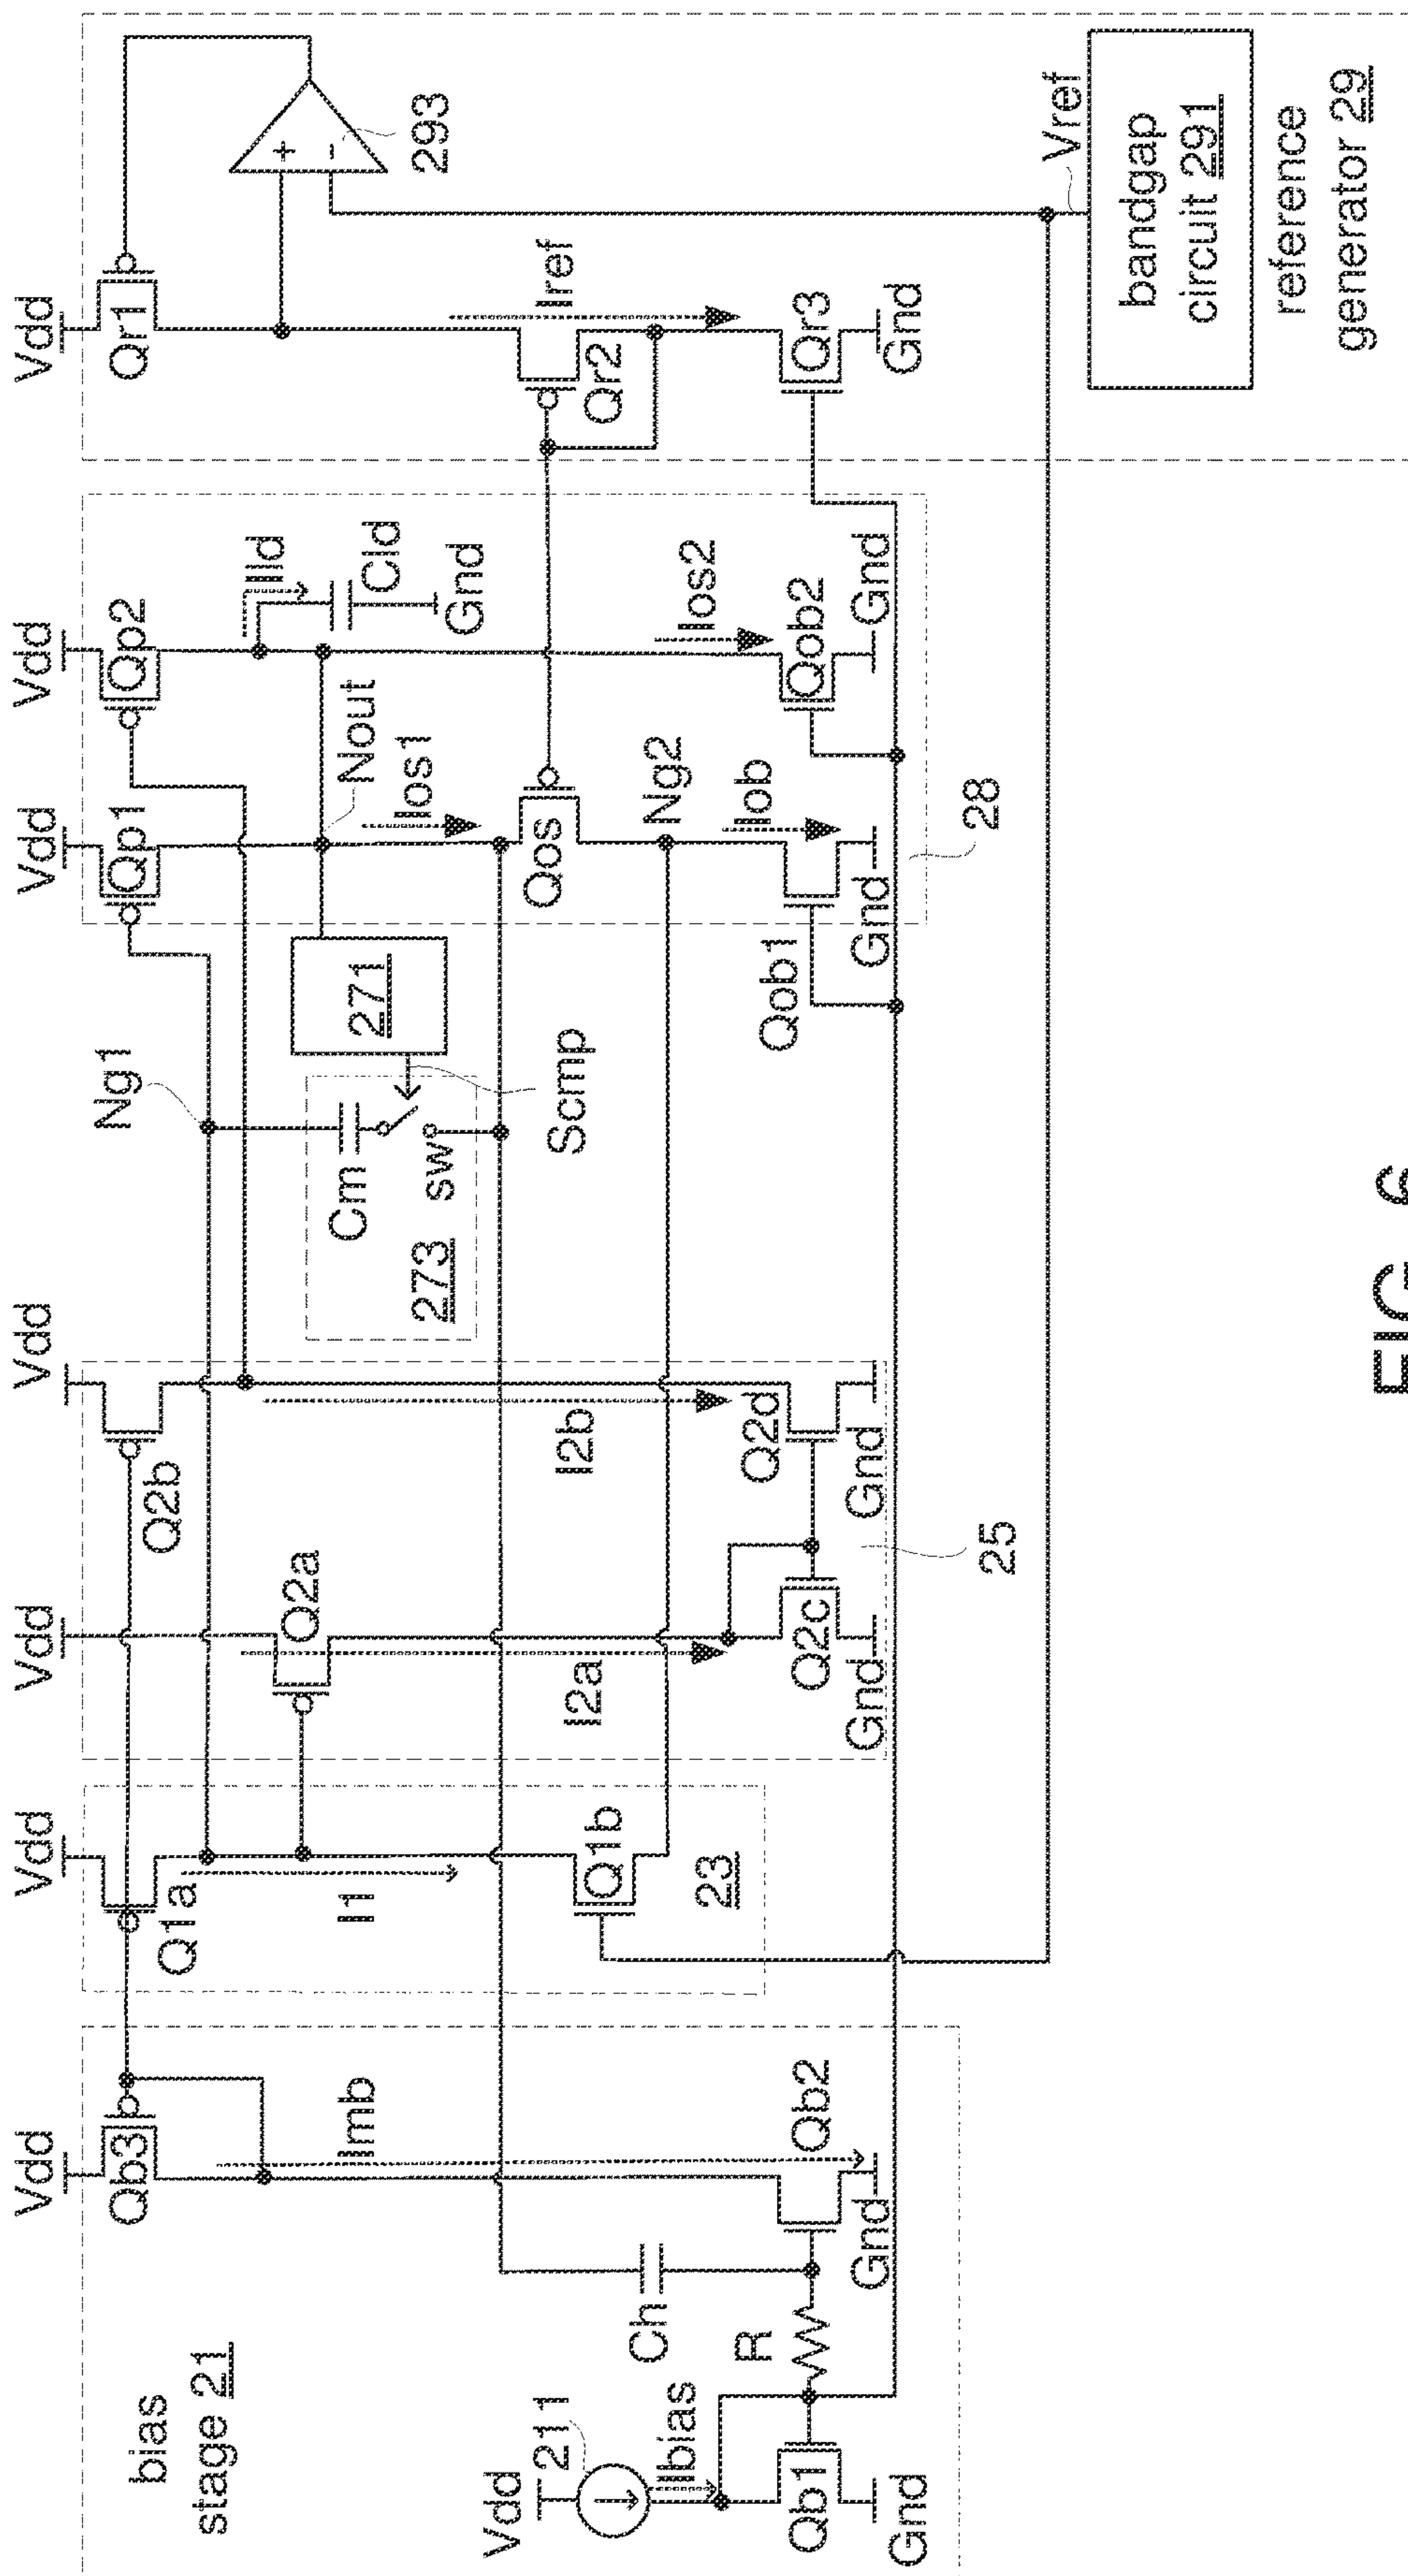 bias
stage 21
Vdd
211
Ibias
Qb1
Gnd
R
Ch
Vdd
Qb3
Imb
Qb2
Gnd
Vdd
Q1a
I1
Q1b
23
Vdd
Q2a
I2a
Q2c
Gnd
Vdd
Q2b
I2b
Q2d
Gnd
25
Ng1
Cm
sw
273
271
Scmp
Vdd
Qp1
Nout
Ios1
Qos
Ng2
Iob
Qob1
Gnd
28
Vdd
Qp2
Ild
Cld
Gnd
Ios2
Qob2
Gnd
Vdd
Qr1
+
-
293
Iref
Qr2
Qr3
Gnd
Vref
bandgap
circuit 291
reference
generator 29
FIG. 6